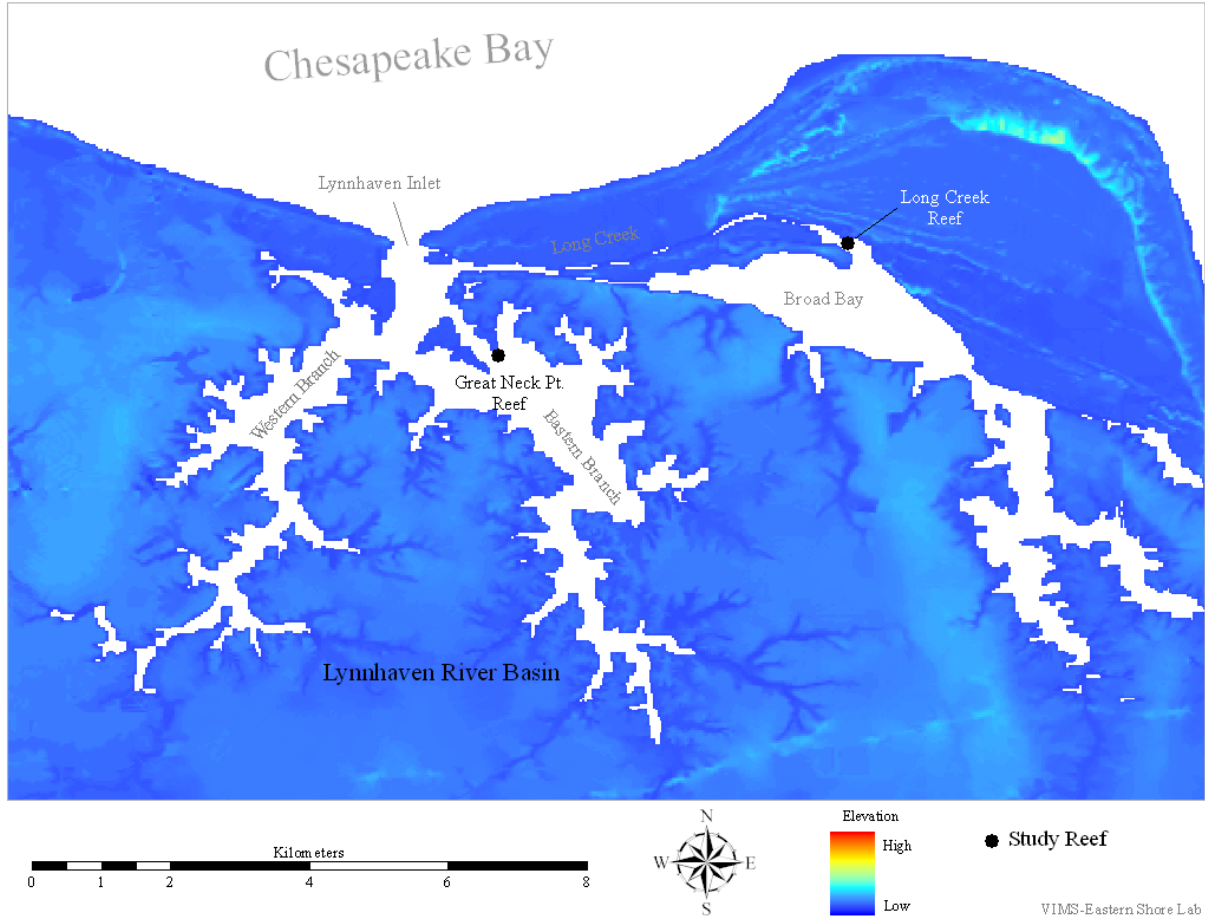 Chesapeake Bay
Lynnhaven Inlet
Long Creek
Long Creek
Reef
Broad Bay
Western Branch
Great Neck Pt.
Reef
Eastern Branch
Lynnhaven River Basin
Kilometers
0 1 2 4 6 8
N
W E
S
Elevation
High
Low
Study Reef
VIMS-Eastern Shore Lab